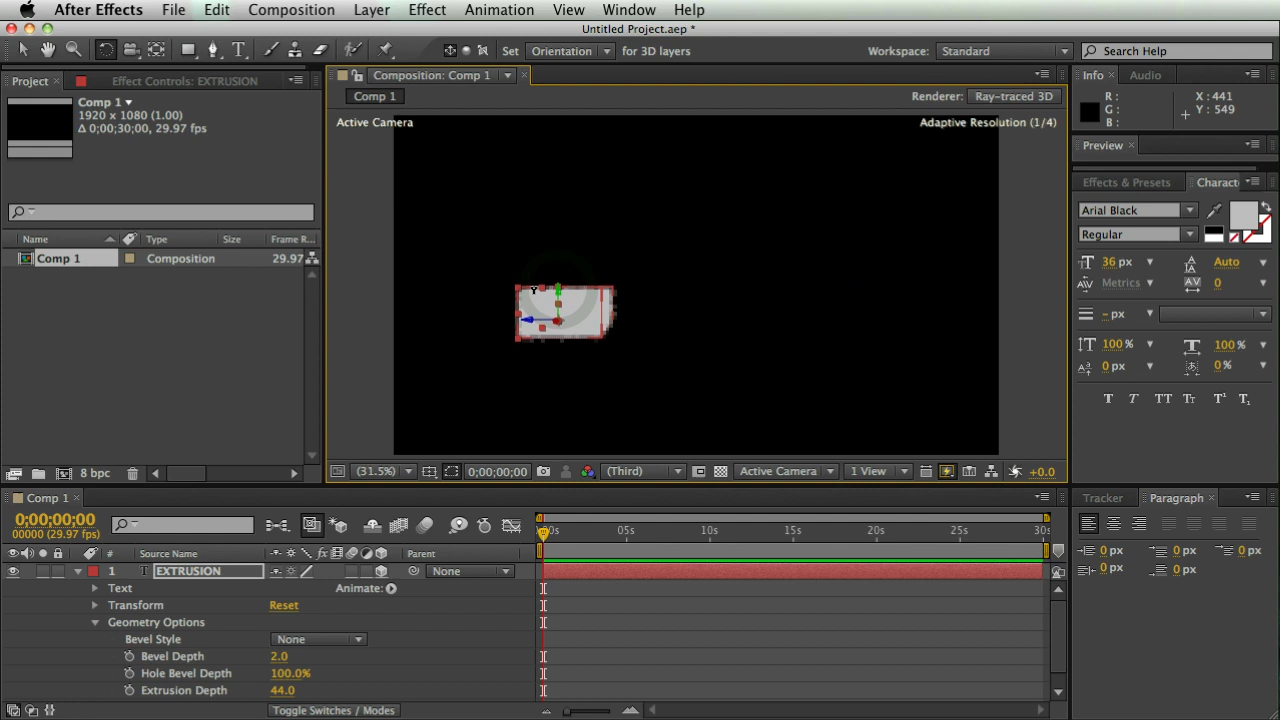 After Effects File Edit Composition Layer Effect Animation View Window Help
Untitled Project.aep *
Set Orientation for 3D layers Workspace: Standard Search Help
Project Effect Controls: EXTRUSION
Composition: Comp 1
Info Audio
Comp 1
1920 x 1080 (1.00)
Δ 0;00;30;00, 29.97 fps
Comp 1 Renderer: Ray-traced 3D
Active Camera Adaptive Resolution (1/4)
R: X : 441
G: Y : 549
B:
Preview
Effects & Presets Charact
Arial Black
Regular
36 px Auto
Metrics 0
- px
100% 100%
0 px 0%
T T TT Tt T¹ T₁
Name Type Size Frame R...
Comp 1 Composition 29.97
Y
8 bpc
(31.5%) 0;00;00;00 (Third) Active Camera 1 View +0.0
Comp 1
Tracker Paragraph
0;00;00;00
00000 (29.97 fps)
00s 05s 10s 15s 20s 25s 30s
# Source Name Parent
1 T EXTRUSION None
Text Animate:
Transform Reset
Geometry Options
Bevel Style None
Bevel Depth 2.0
Hole Bevel Depth 100.0%
Extrusion Depth 44.0
Toggle Switches / Modes
0 px 0 px 0 px
0 px 0 px